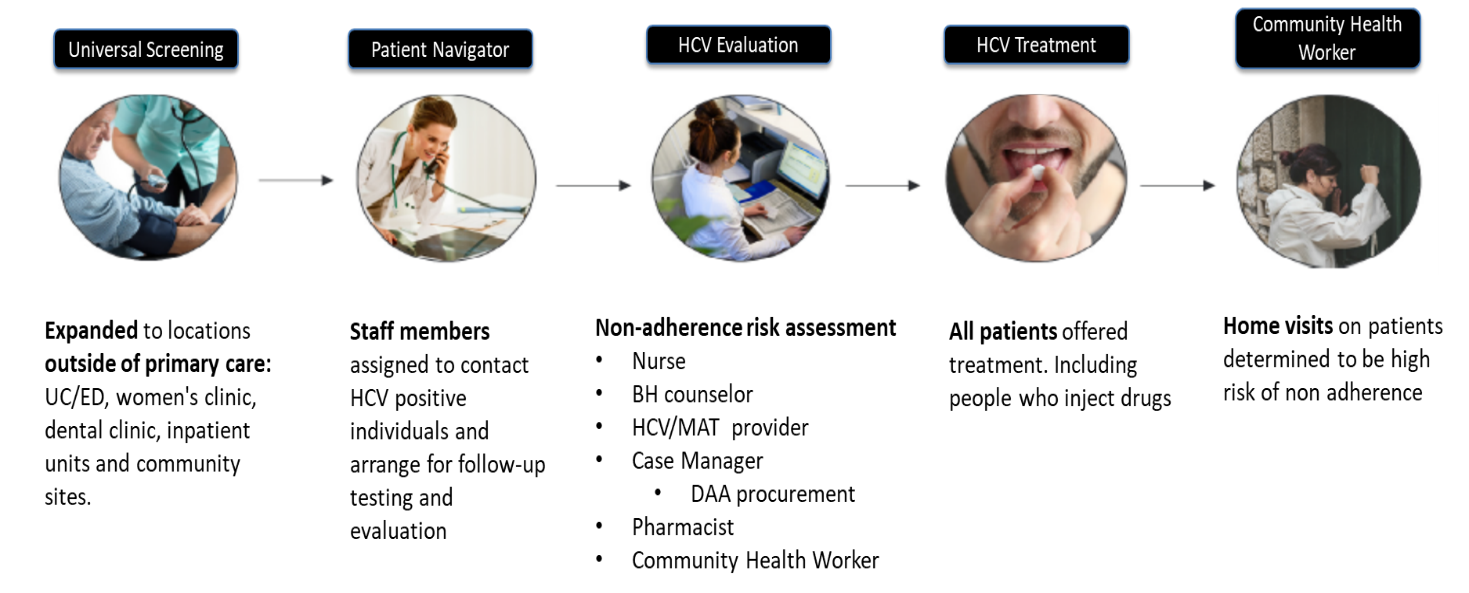 Universal Screening
Patient Navigator
HCV Evaluation
HCV Treatment
Community Health
Worker
Expanded to locations
outside of primary care:
UC/ED, women's clinic,
dental clinic, inpatient
units and community
sites.
Staff members
assigned to contact
HCV positive
individuals and
arrange for follow-up
testing and
evaluation
Non-adherence risk assessment
• Nurse
• BH counselor
• HCV/MAT provider
• Case Manager
• DAA procurement
• Pharmacist
• Community Health Worker
All patients offered
treatment. Including
people who inject drugs
Home visits on patients
determined to be high
risk of non adherence